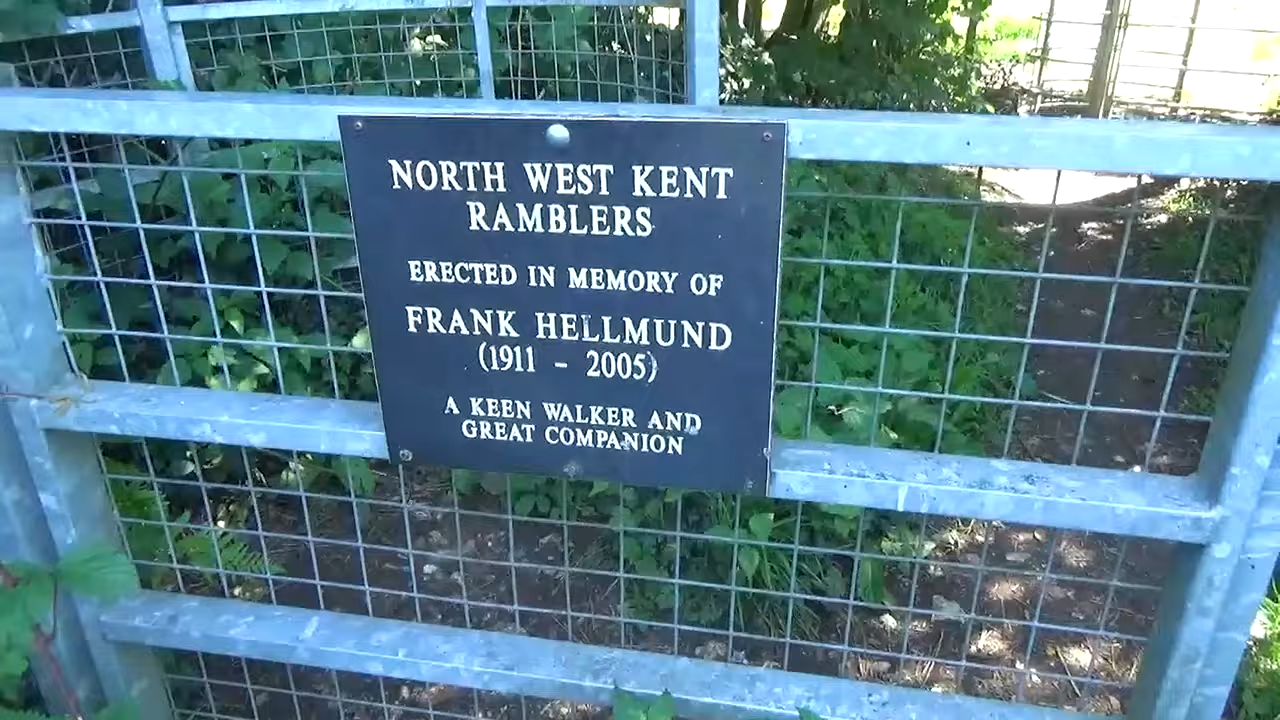 NORTH WEST KENT
RAMBLERS
ERECTED IN MEMORY OF
FRANK HELLMUND
(1911 – 2005)
A KEEN WALKER AND
GREAT COMPANION